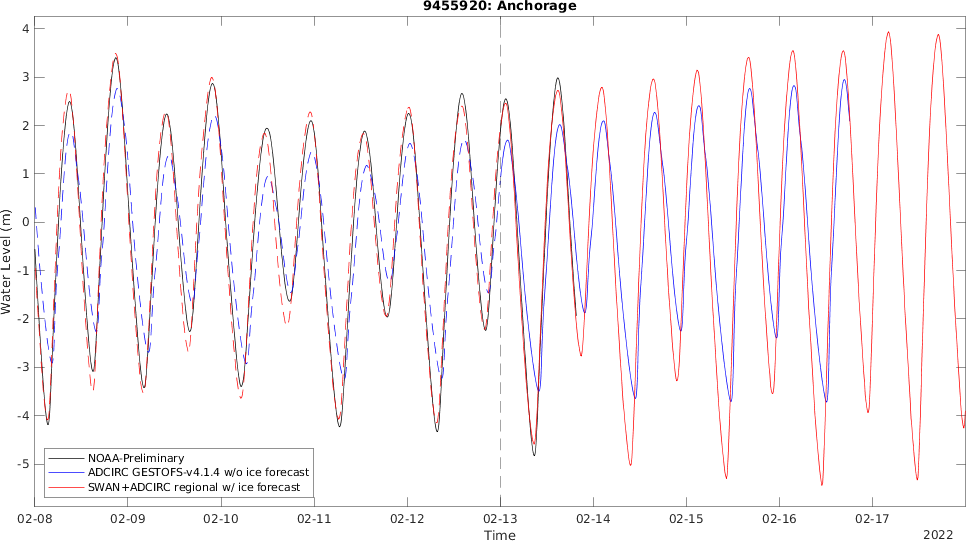 9455920: Anchorage
Water Level (m)
4
3
2
1
0
-1
-2
-3
-4
-5
NOAA-Preliminary
ADCIRC GESTOFS-v4.1.4 w/o ice forecast
SWAN+ADCIRC regional w/ ice forecast
02-08 02-09 02-10 02-11 02-12 02-13 02-14 02-15 02-16 02-17
Time
2022